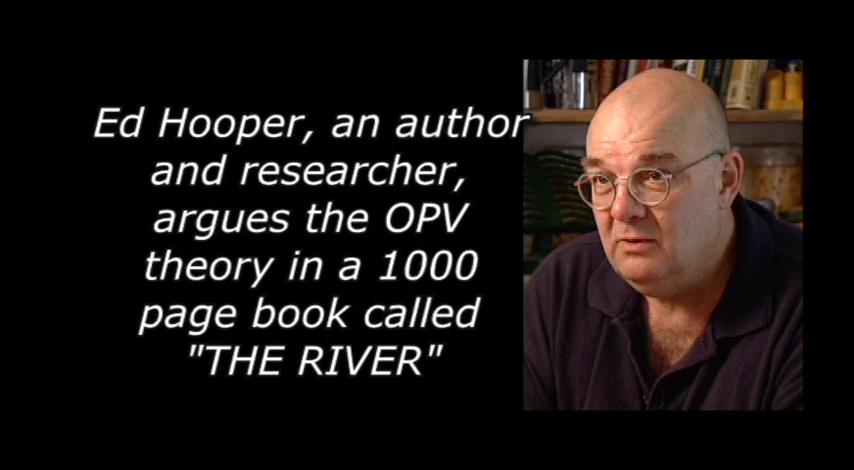 Ed Hooper, an author
and researcher,
argues the OPV
theory in a 1000
page book called
"THE RIVER"